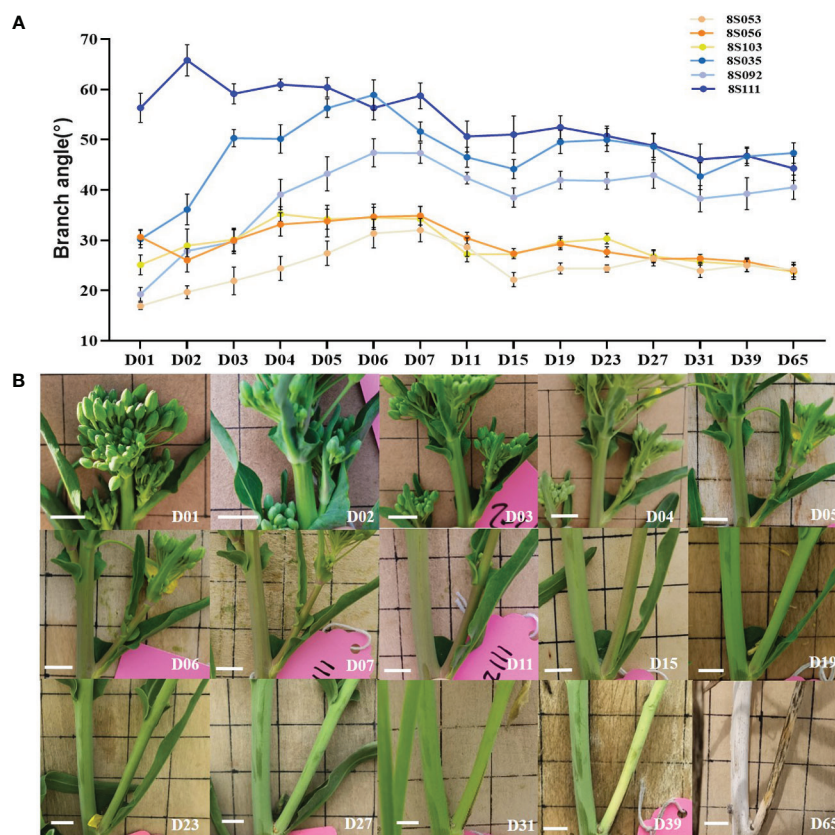 A
8S053
8S056
8S103
8S035
8S092
8S111
Branch angle(°)
70
60
50
40
30
20
10
D01 D02 D03 D04 D05 D06 D07 D11 D15 D19 D23 D27 D31 D39 D65
B
D01 D02 D03 D04 D05
D06 D07 D11 D15 D19
D23 D27 D31 D39 D65